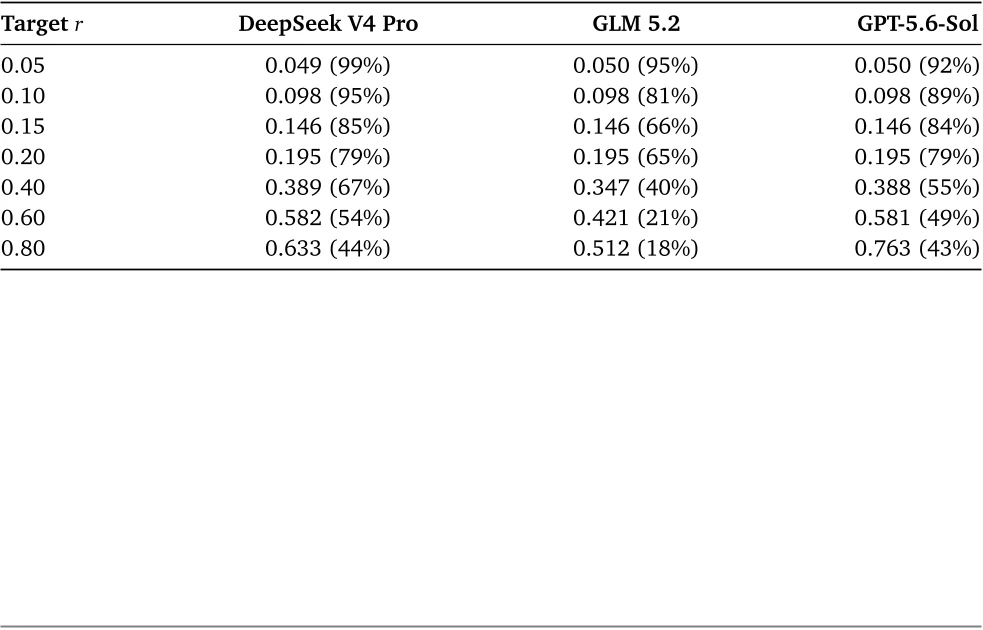 Target r DeepSeek V4 Pro GLM 5.2 GPT-5.6-Sol
0.05 0.049 (99%) 0.050 (95%) 0.050 (92%)
0.10 0.098 (95%) 0.098 (81%) 0.098 (89%)
0.15 0.146 (85%) 0.146 (66%) 0.146 (84%)
0.20 0.195 (79%) 0.195 (65%) 0.195 (79%)
0.40 0.389 (67%) 0.347 (40%) 0.388 (55%)
0.60 0.582 (54%) 0.421 (21%) 0.581 (49%)
0.80 0.633 (44%) 0.512 (18%) 0.763 (43%)